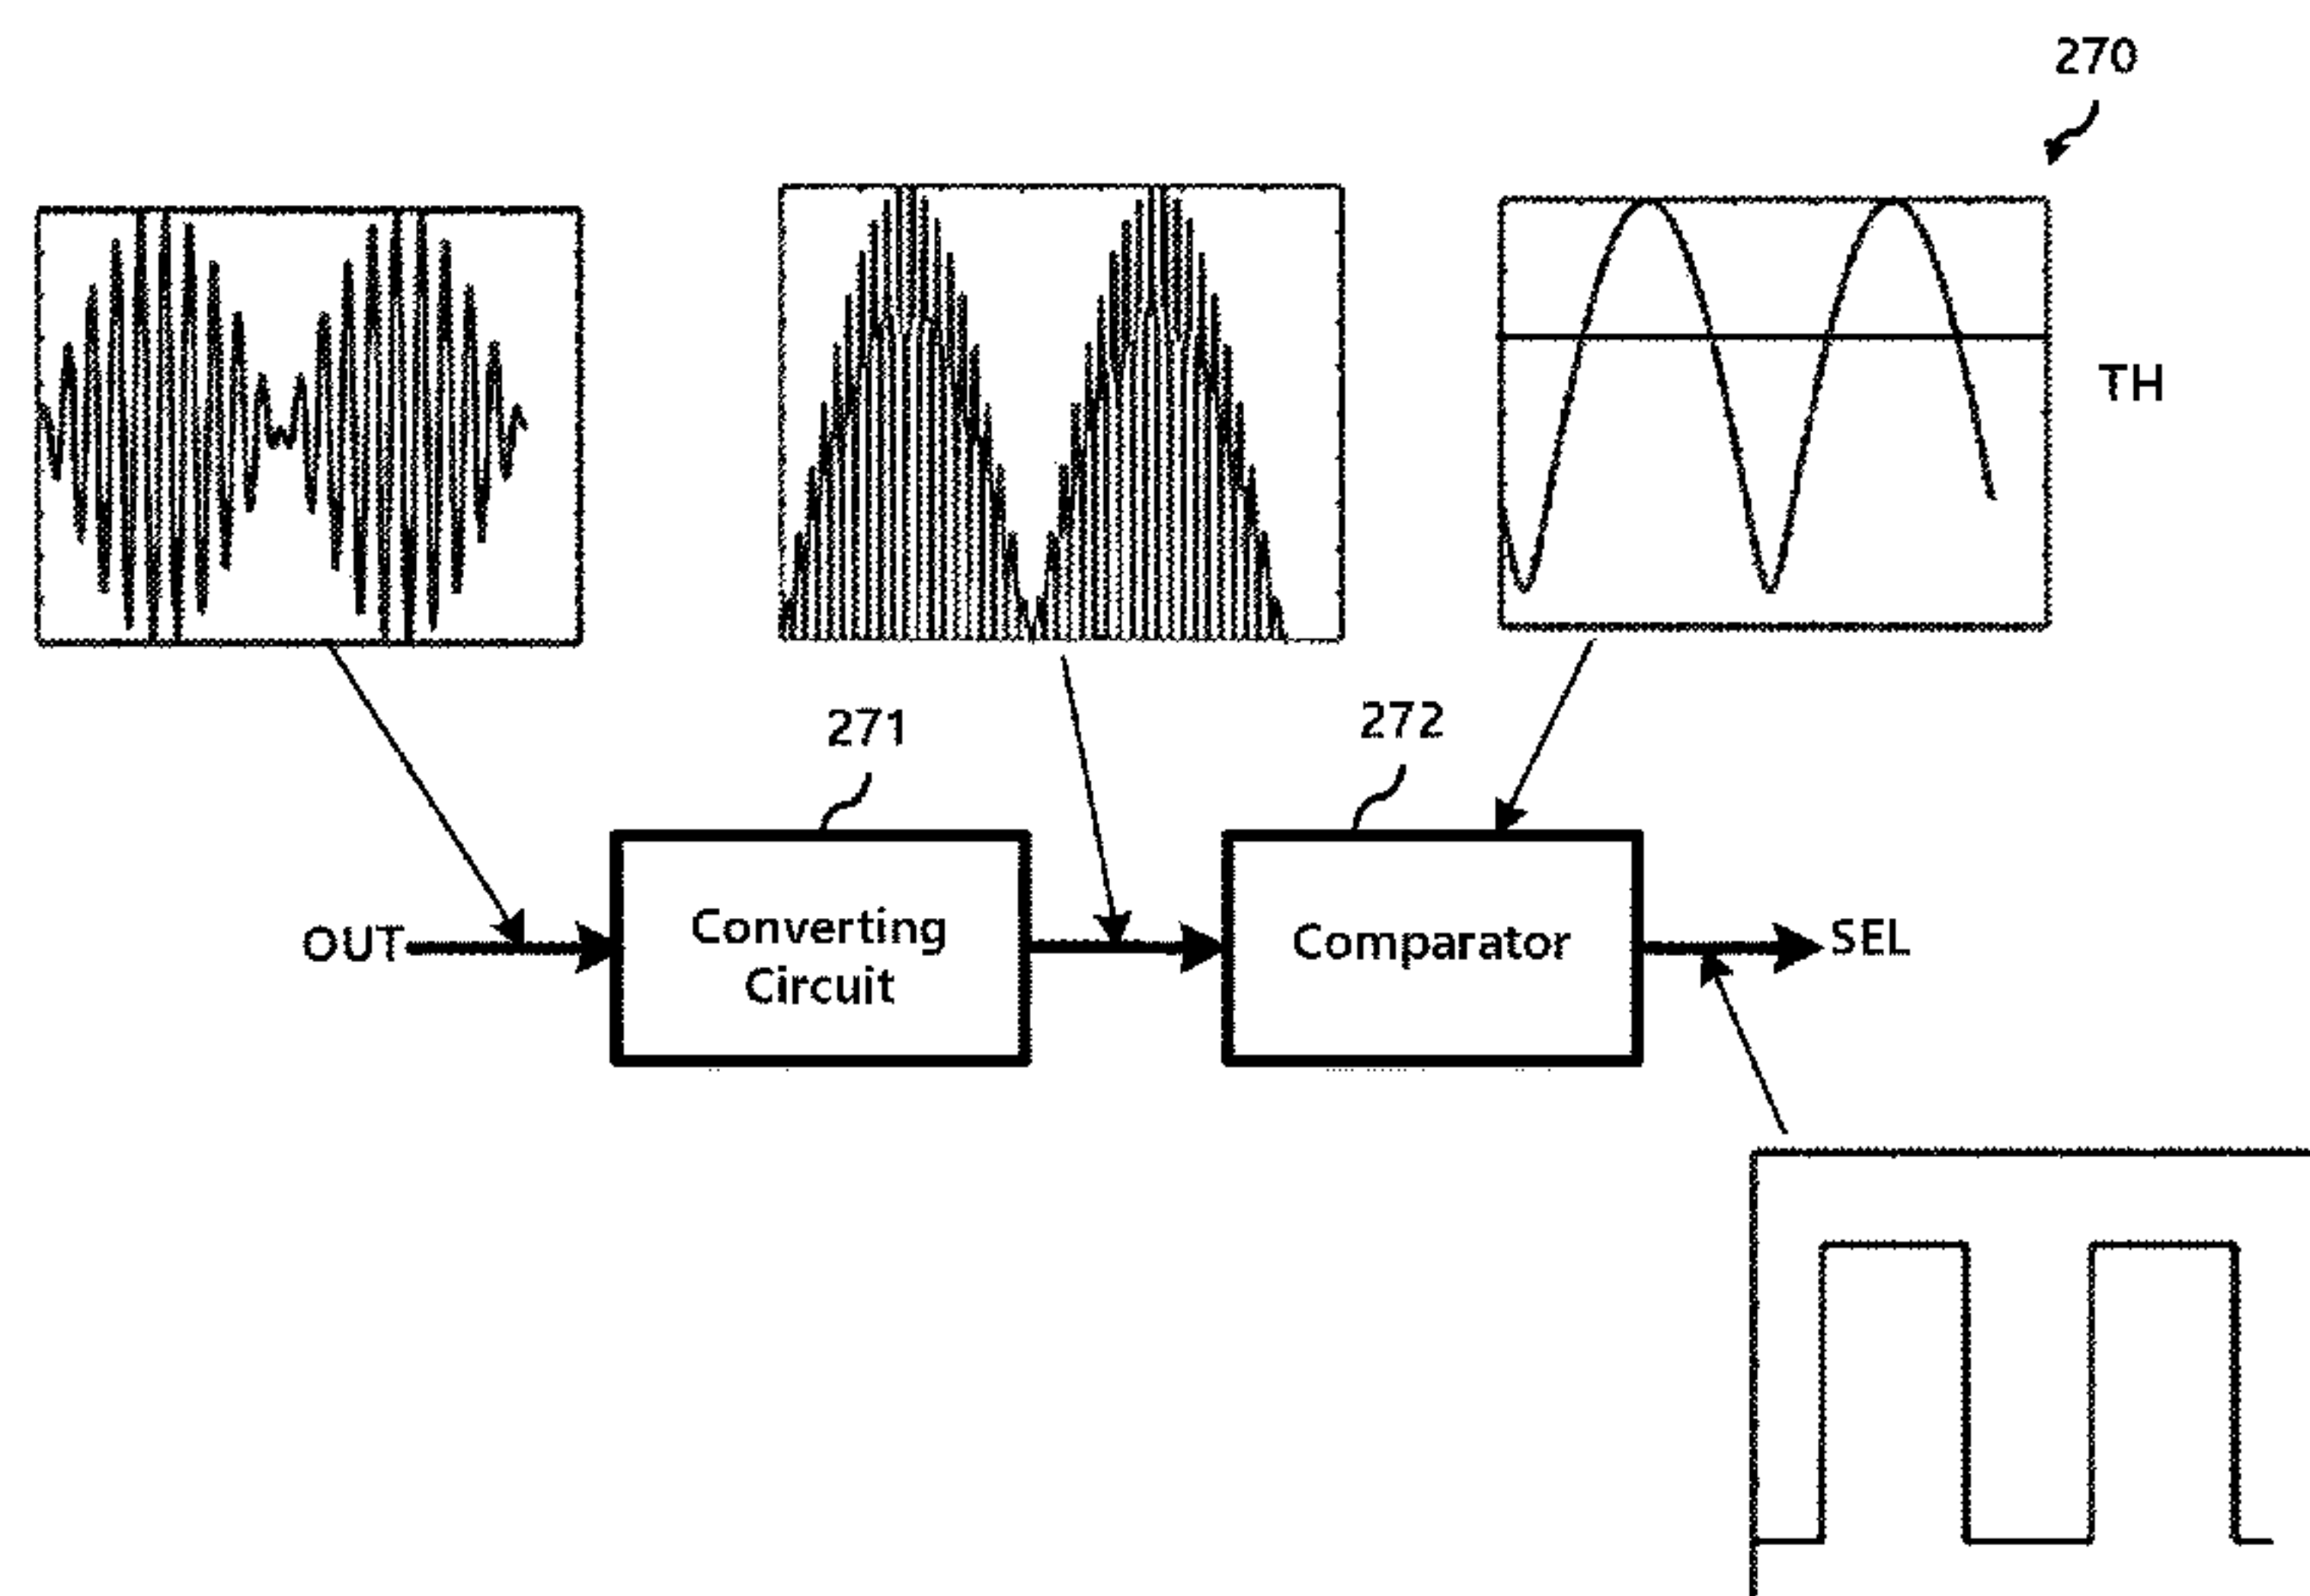 270
TH
271
272
OUT
Converting
Circuit
Comparator
SEL